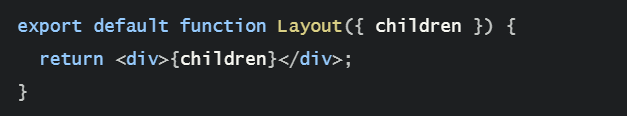 export default function Layout({ children }) {
  return <div>{children}</div>;
}